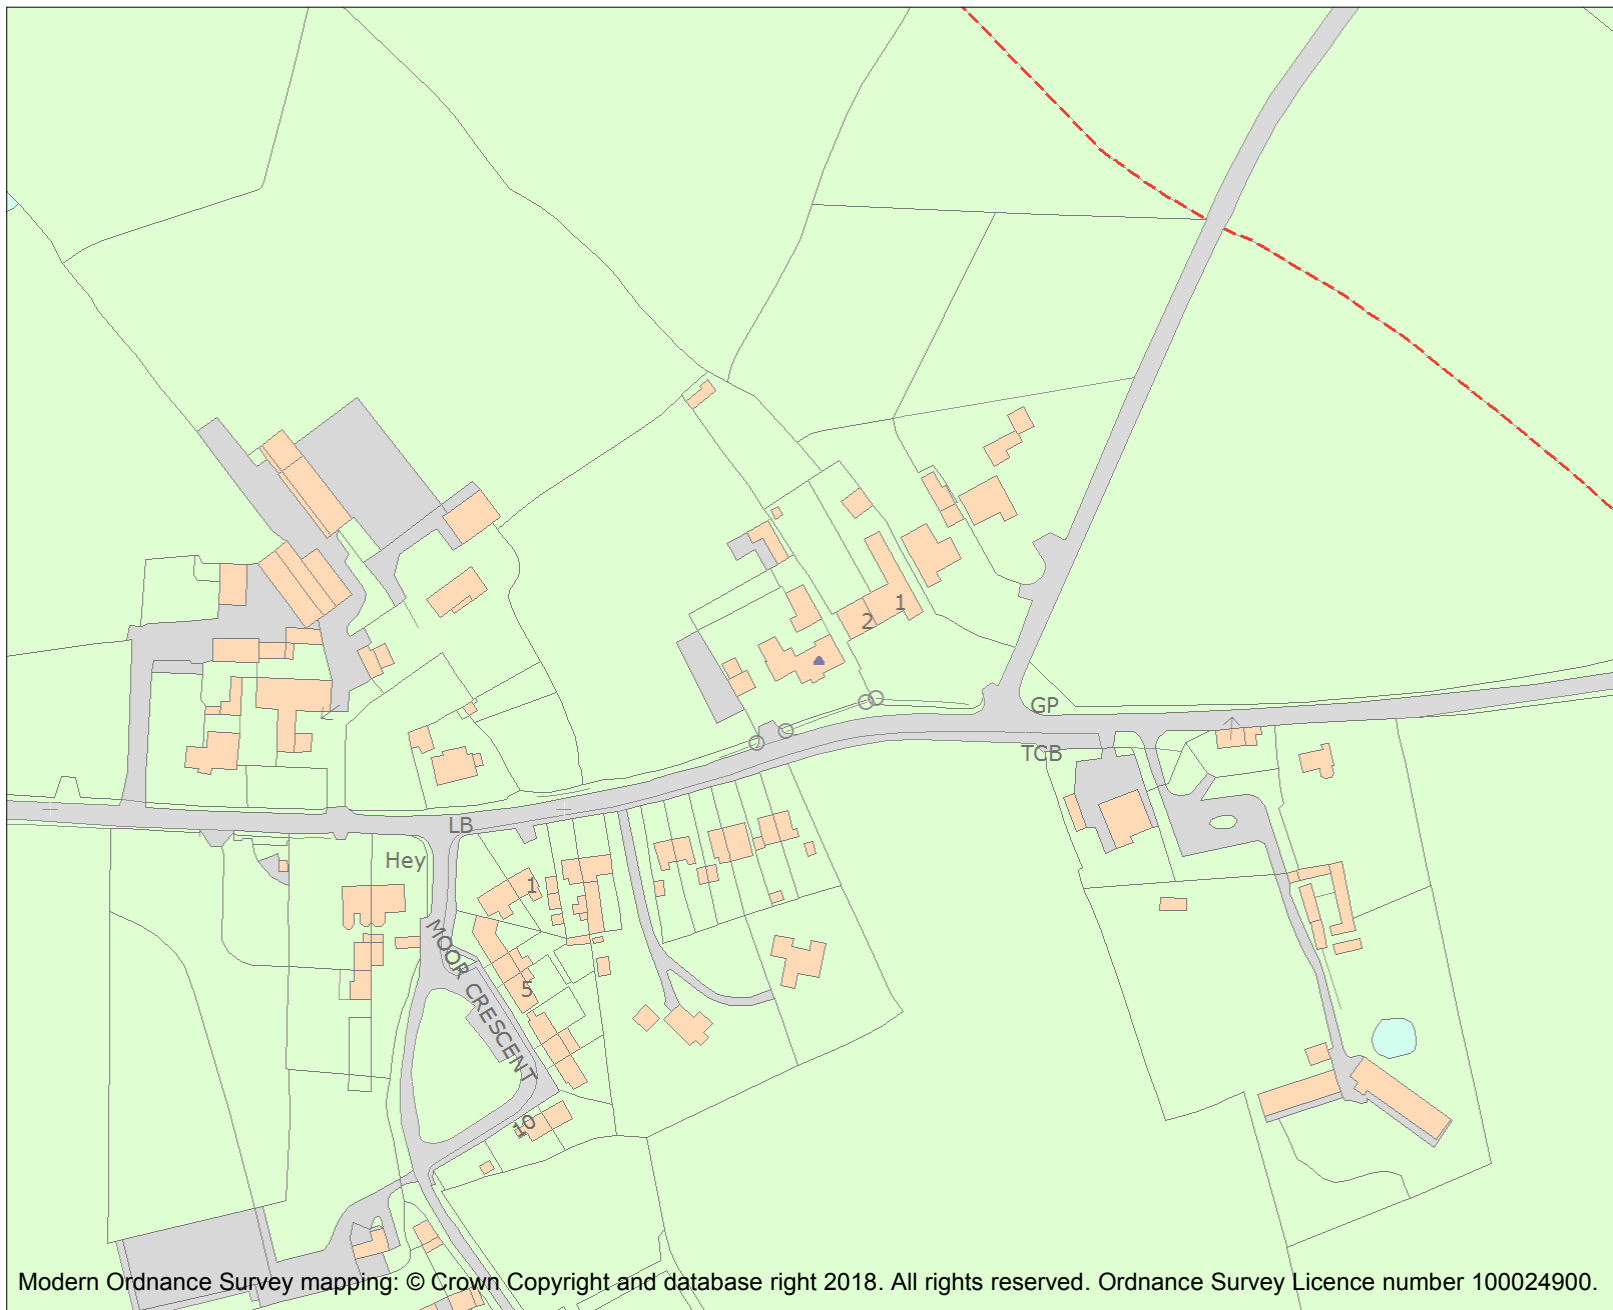 2
1
GP
TCB
LB
Hey
1
MOOR CRESCENT
5
10
Modern Ordnance Survey mapping: © Crown Copyright and database right 2018. All rights reserved. Ordnance Survey Licence number 100024900.